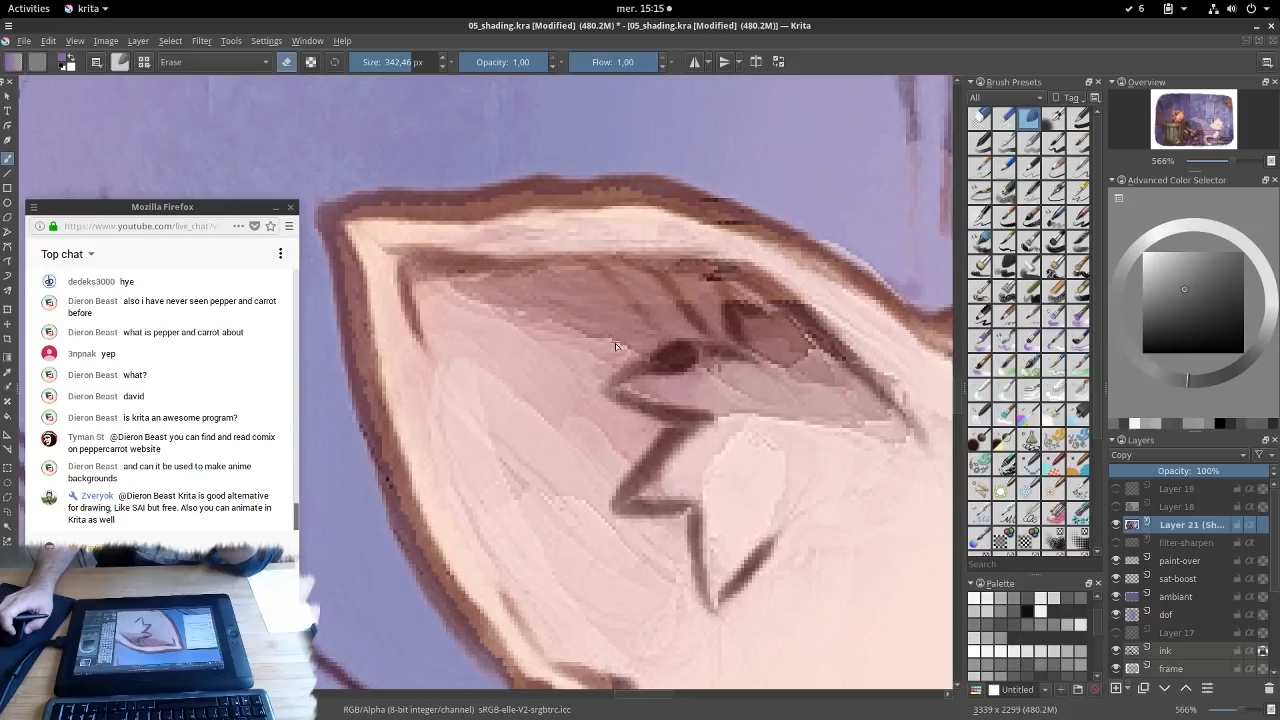 Activities
krita
mer. 15:15
6
05_shading.kra [Modified] (480.2M) * - [05_shading.kra [Modified] (480.2M)] — Krita
File Edit View Image Layer Select Filter Tools Settings Window Help
Erase
Size: 342,46 px
Opacity: 1,00
Flow: 1,00
Mozilla Firefox
https://www.youtube.com/live_chat?v
Top chat
dedeks3000 hye
Dieron Beast also i have never seen pepper and carrot
before
Dieron Beast what is pepper and carrot about
3npnak yep
Dieron Beast what?
Dieron Beast david
Dieron Beast is krita an awesome program?
Tyman St @Dieron Beast you can find and read comix
on peppercarrot website
Dieron Beast and can it be used to make anime
backgrounds
Zveryok @Dieron Beast Krita is good alternative
for drawing, Like SAI but free. Also you can animate in
Krita as well
Brush Presets
All
Tag
Search
Palette
Untitled
Overview
566%
Advanced Color Selector
Layers
Copy
Opacity: 100%
Layer 19
Layer 18
Layer 21 (Sh...
filter-sharpen
paint-over
sat-boost
ambiant
dof
Layer 17
ink
frame
RGB/Alpha (8-bit integer/channel) sRGB-elle-V2-srgbtrc.icc
3339 x 2299 (480.2M)
566%